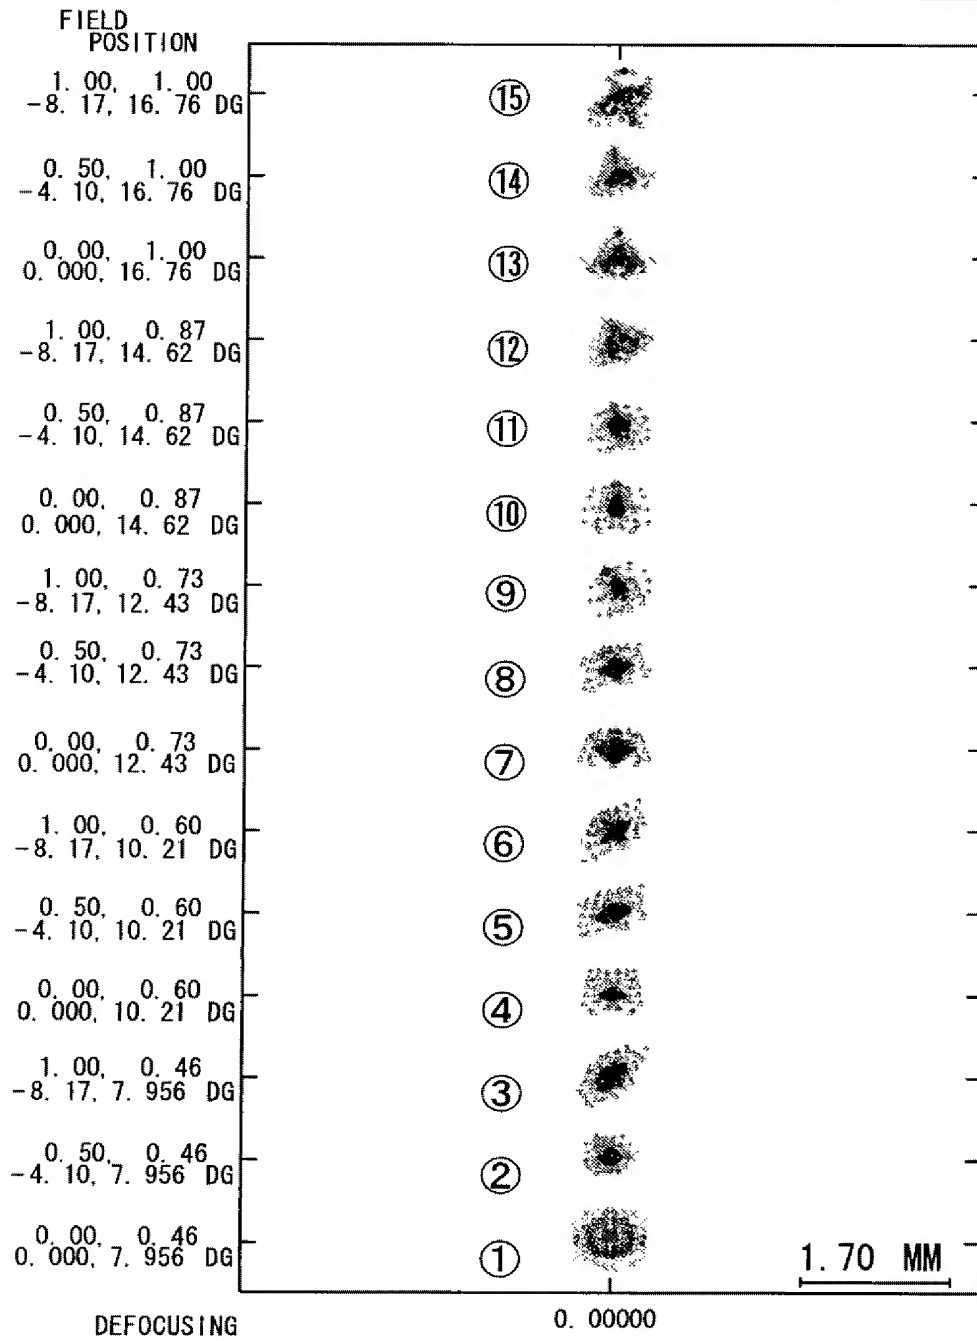 FIELD
POSITION
1. 00, 1. 00
-8. 17, 16. 76 DG
⑮
0. 50, 1. 00
-4. 10, 16. 76 DG
⑭
0. 00, 1. 00
0. 000, 16. 76 DG
⑬
1. 00, 0. 87
-8. 17, 14. 62 DG
⑫
0. 50, 0. 87
-4. 10, 14. 62 DG
⑪
0. 00, 0. 87
0. 000, 14. 62 DG
⑩
1. 00, 0. 73
-8. 17, 12. 43 DG
⑨
0. 50, 0. 73
-4. 10, 12. 43 DG
⑧
0. 00, 0. 73
0. 000, 12. 43 DG
⑦
1. 00, 0. 60
-8. 17, 10. 21 DG
⑥
0. 50, 0. 60
-4. 10, 10. 21 DG
⑤
0. 00, 0. 60
0. 000, 10. 21 DG
④
1. 00, 0. 46
-8. 17, 7. 956 DG
③
0. 50, 0. 46
-4. 10, 7. 956 DG
②
0. 00, 0. 46
0. 000, 7. 956 DG
①
1. 70 MM
DEFOCUSING
0. 00000